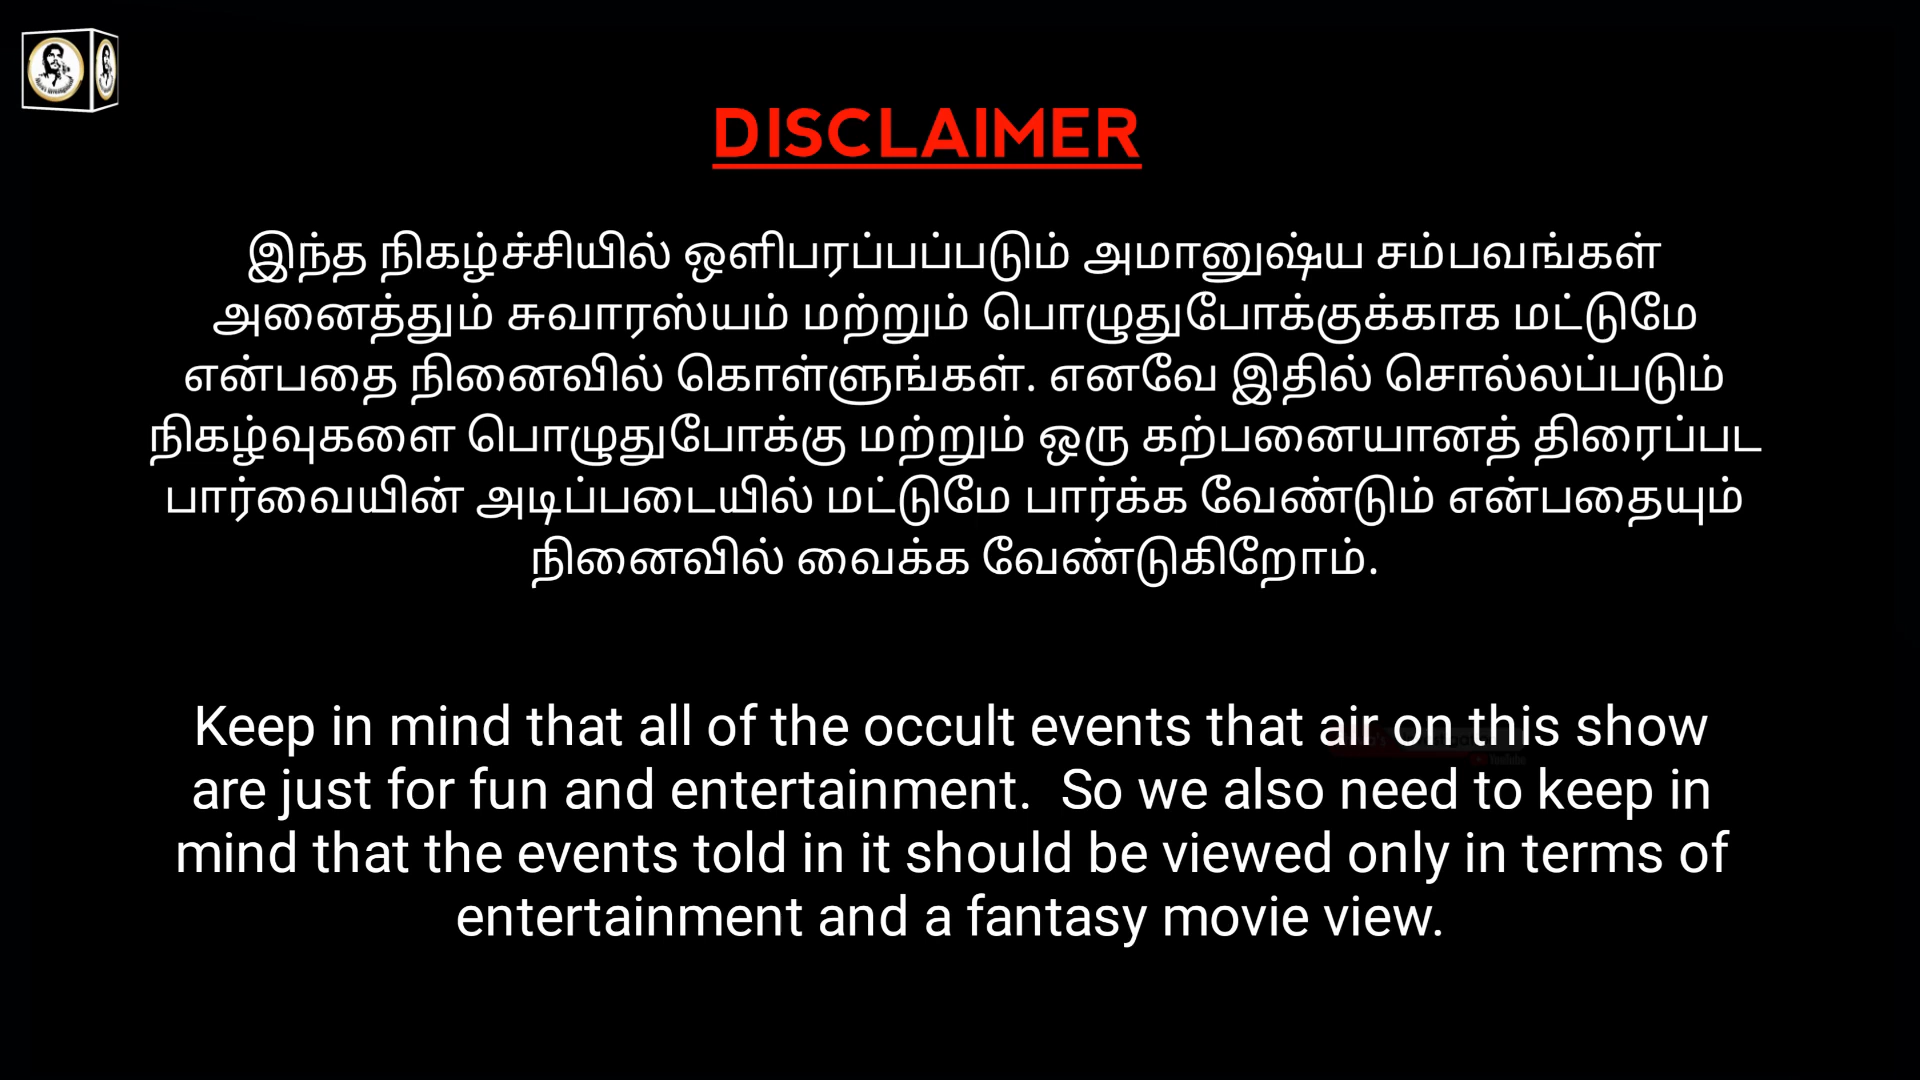 DISCLAIMER
இந்த நிகழ்ச்சியில் ஒளிபரப்பப்படும் அமானுஷ்ய சம்பவங்கள்
அனைத்தும் சுவாரஸ்யம் மற்றும் பொழுதுபோக்குக்காக மட்டுமே
என்பதை நினைவில் கொள்ளுங்கள். எனவே இதில் சொல்லப்படும்
நிகழ்வுகளை பொழுதுபோக்கு மற்றும் ஒரு கற்பனையானத் திரைப்பட
பார்வையின் அடிப்படையில் மட்டுமே பார்க்க வேண்டும் என்பதையும்
நினைவில் வைக்க வேண்டுகிறோம்.
Keep in mind that all of the occult events that air on this show
are just for fun and entertainment.  So we also need to keep in
mind that the events told in it should be viewed only in terms of
entertainment and a fantasy movie view.